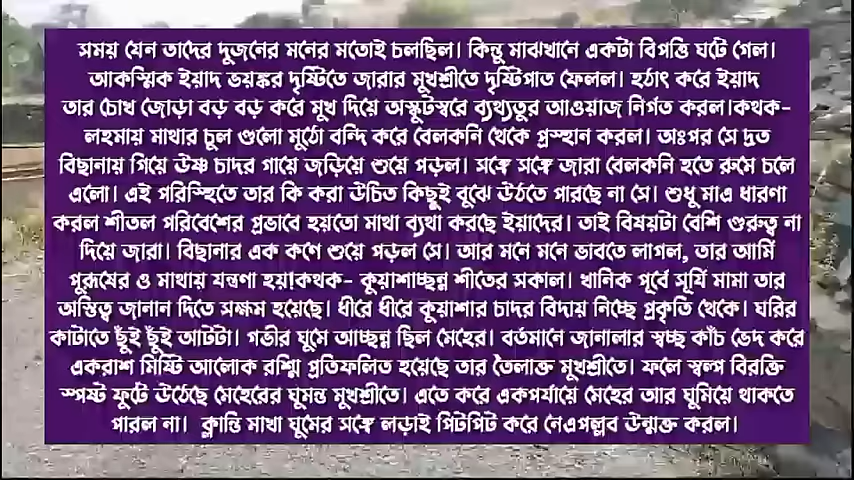 সময় যেন তাদের দুজনের মনের মতোই চলছিল। কিন্তু মাঝখানে একটা বিপত্তি ঘটে গেল।
আকস্মিক ইয়াদ ভয়ঙ্কর দৃষ্টিতে জারার মুখশ্রীতে দৃষ্টিপাত ফেলল। হঠাৎ করে ইয়াদ
তার চোখ জোড়া বড় বড় করে মুখ দিয়ে অস্কুটস্বরে ব্যথ্যতুর আওয়াজ নির্গত করল।কথক-
লহমায় মাথার চুল গুলো মুঠো বন্দি করে বেলকনি থেকে প্রস্হান করল। অাঃপর সে দ্রত
বিছানায় গিয়ে ঊষ্ণ চাদর গায়ে জড়িয়ে শুয়ে পড়ল। সঙ্গে সঙ্গে জারা বেলকনি হতে রুমে চলে
এলো। এই পরিস্হিতে তার কি করা উচিত কিছুই বুঝে উঠতে পারছে না সে। শুধু মাএ ধারনা
করল শীতল পরিবেশের প্রভাবে হয়তো মাথা ব্যথা করছে ইয়াদের। তাই বিষয়টা বেশি গুরুত্ব না
দিয়ে জারা। বিছানার এক কণে শুয়ে পড়ল সে। আর মনে মনে ভাবতে লাগল, তার আর্মি
পুরূষের ও মাথায় যন্ত্রণা হয়!কথক- কুয়াশাচ্ছন্ন শীতের সকাল। খানিক পূর্বে সূর্যি মামা তার
অস্তিত্ব জানান দিতে সক্ষম হয়েছে। ধীরে ধীরে কুয়াশার চাদর বিদায় নিচ্ছে প্রকৃতি থেকে। ঘরির
কাটাতে ছুঁই ছুঁই আটটা। গভীর ঘুমে আচ্ছন্ন ছিল মেহের। বর্তমানে জানালার স্বচ্ছ কাঁচ ভেদ করে
একরাশ মিষ্টি আলোক রশ্মি প্রতিফলিত হয়েছে তার তৈলাক্ত মুখশ্রীতে। ফলে স্বল্প বিরক্তি
স্পষ্ট ফুটে উঠেছে মেহেরের ঘুমন্ত মুখশ্রীতে। এতে করে একপর্যায়ে মেহের আর ঘুমিয়ে থাকতে
পারল না। ক্লান্তি মাখা ঘুমের সঙ্গে লড়াই পিটপিট করে নেএপল্লব উন্মুক্ত করল।